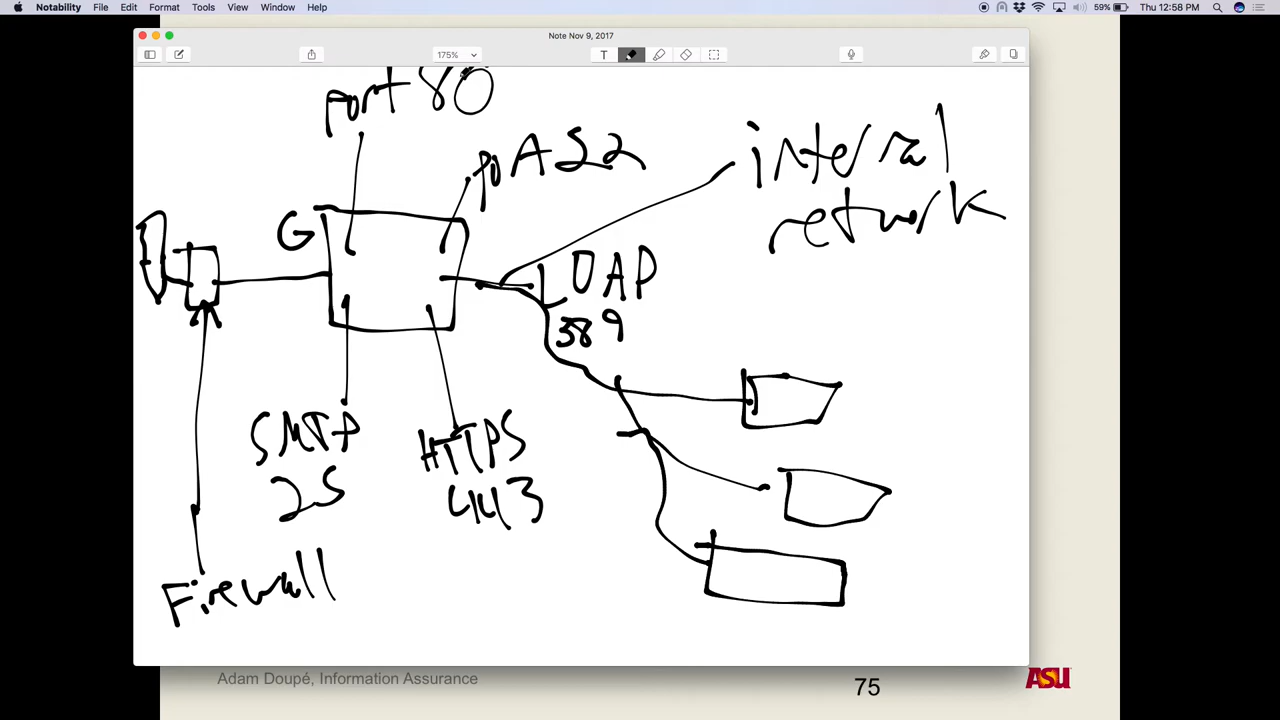 Notability File Edit Format Tools View Window Help
59% Thu 12:58 PM
Note Nov 9, 2017
175%
T
Port 80
AS2
internal
network
G
LDAP
389
SMTP
25
HTTPS
443
Firewall
Adam Doupé, Information Assurance
75
ASU